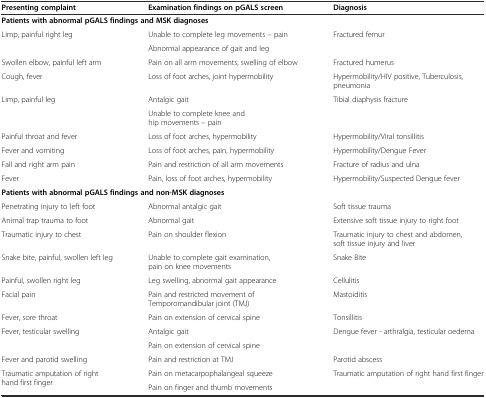 Presenting complaint Examination findings on pGALS screen Diagnosis
Patients with abnormal pGALS findings and MSK diagnoses
Limp, painful right leg Unable to complete leg movements – pain Fractured femur
Abnormal appearance of gait and leg
Swollen elbow, painful left arm Pain on all arm movements, swelling of elbow Fractured humerus
Cough, fever Loss of foot arches, joint hypermobility Hypermobility/HIV positive, Tuberculosis,
pneumonia
Limp, painful leg Antalgic gait Tibial diaphysis fracture
Unable to complete knee and
hip movements – pain
Painful throat and fever Loss of foot arches, hypermobility Hypermobility/Viral tonsillitis
Fever and vomiting Loss of foot arches, pain, hypermobility Hypermobility/Dengue Fever
Fall and right arm pain Pain and restriction of all arm movements Fracture of radius and ulna
Fever Pain, loss of foot arches, hypermobility Hypermobility/Suspected Dengue fever
Patients with abnormal pGALS findings and non-MSK diagnoses
Penetrating injury to left foot Abnormal antalgic gait Soft tissue trauma
Animal trap trauma to foot Abnormal gait Extensive soft tissue injury to right foot
Traumatic injury to chest Pain on shoulder flexion Traumatic injury to chest and abdomen,
soft tissue injury and liver
Snake bite, painful, swollen left leg Unable to complete gait examination, Snake Bite
pain on knee movements
Painful, swollen right leg Leg swelling, abnormal gait appearance Cellulitis
Facial pain Pain and restricted movement of Mastoiditis
Temporomandibular joint (TMJ)
Fever, sore throat Pain on extension of cervical spine Tonsillitis
Fever, testicular swelling Antalgic gait Dengue fever - arthralgia, testicular oedema
Pain on extension of cervical spine
Fever and parotid swelling Pain and restriction at TMJ Parotid abscess
Traumatic amputation of right Pain on metacarpophalangeal squeeze Traumatic amputation of right hand first finger
hand first finger
Pain on finger and thumb movements